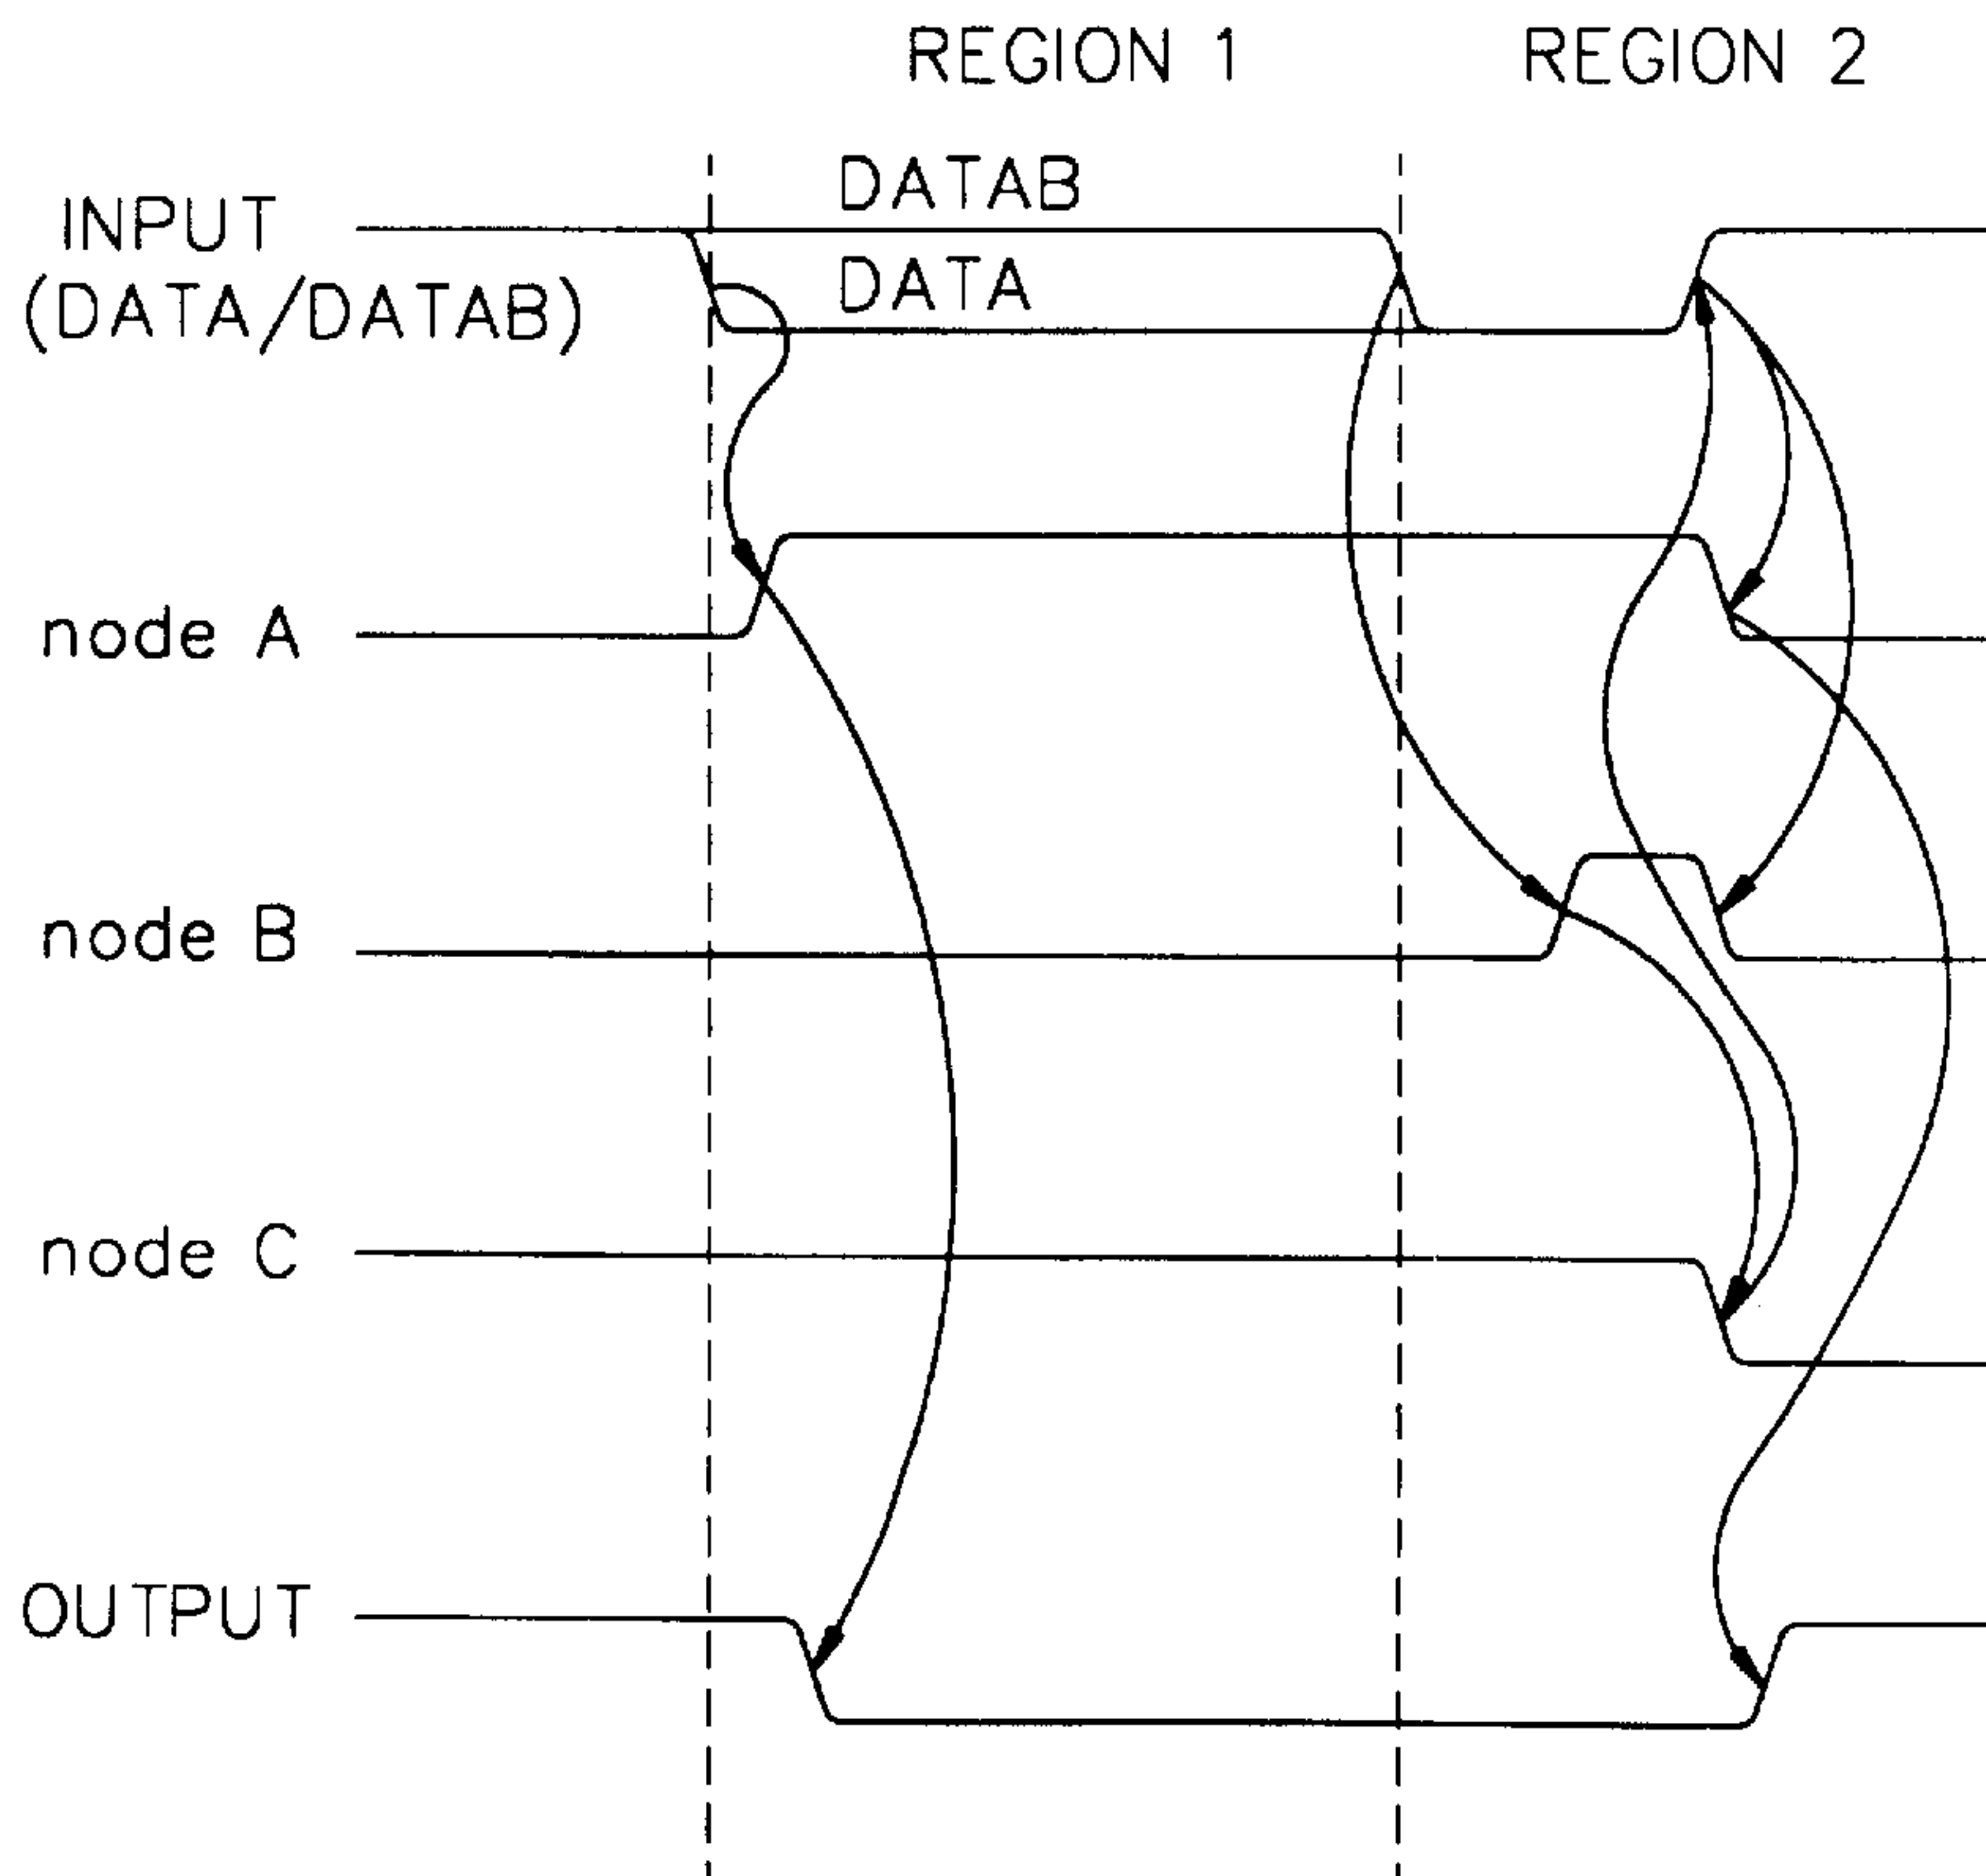 REGION 1
REGION 2
DATAB
INPUT
(DATA/DATAB)
DATA
node A
node B
node C
OUTPUT